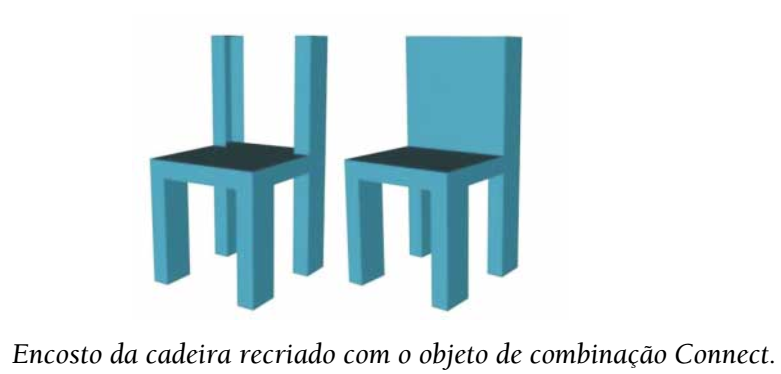 Encosto da cadeira recriado com o objeto de combinação Connect.